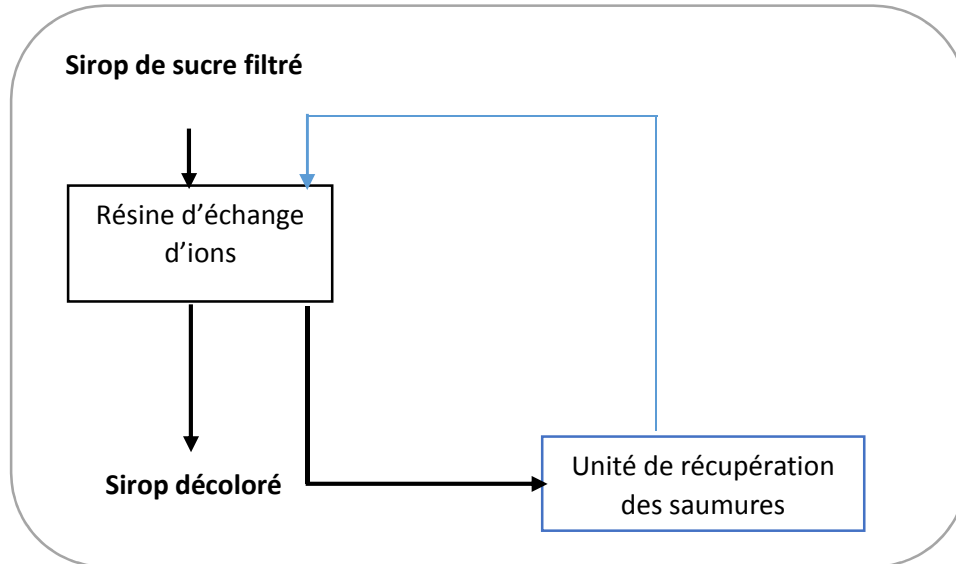 Sirop de sucre filtré
Résine d’échange
d’ions
Sirop décoloré
Unité de récupération
des saumures